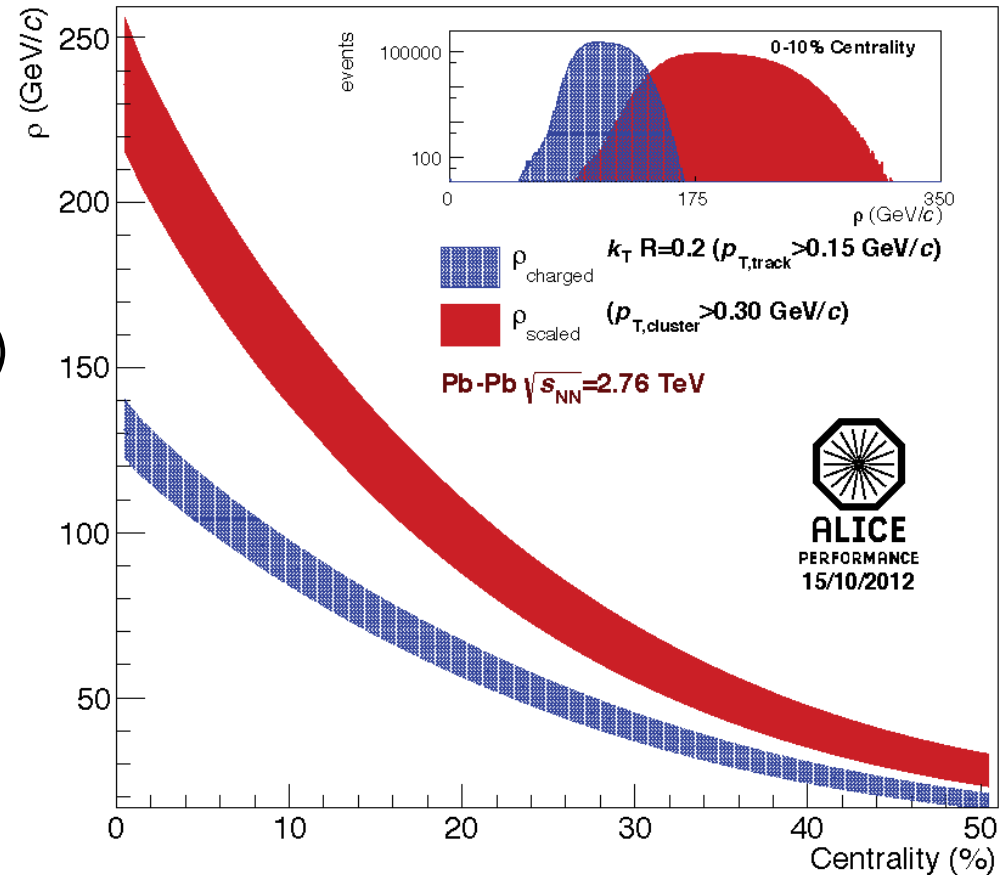 ρ (GeV/c)
250
200
150
100
50
0
10
20
30
40
50
Centrality (%)
events
100000
100
0-10% Centrality
0
175
350
ρ (GeV/c)
ρcharged kT R=0.2 (pT,track>0.15 GeV/c)
ρscaled (pT,cluster>0.30 GeV/c)
Pb-Pb √sNN=2.76 TeV
ALICE
PERFORMANCE
15/10/2012
)